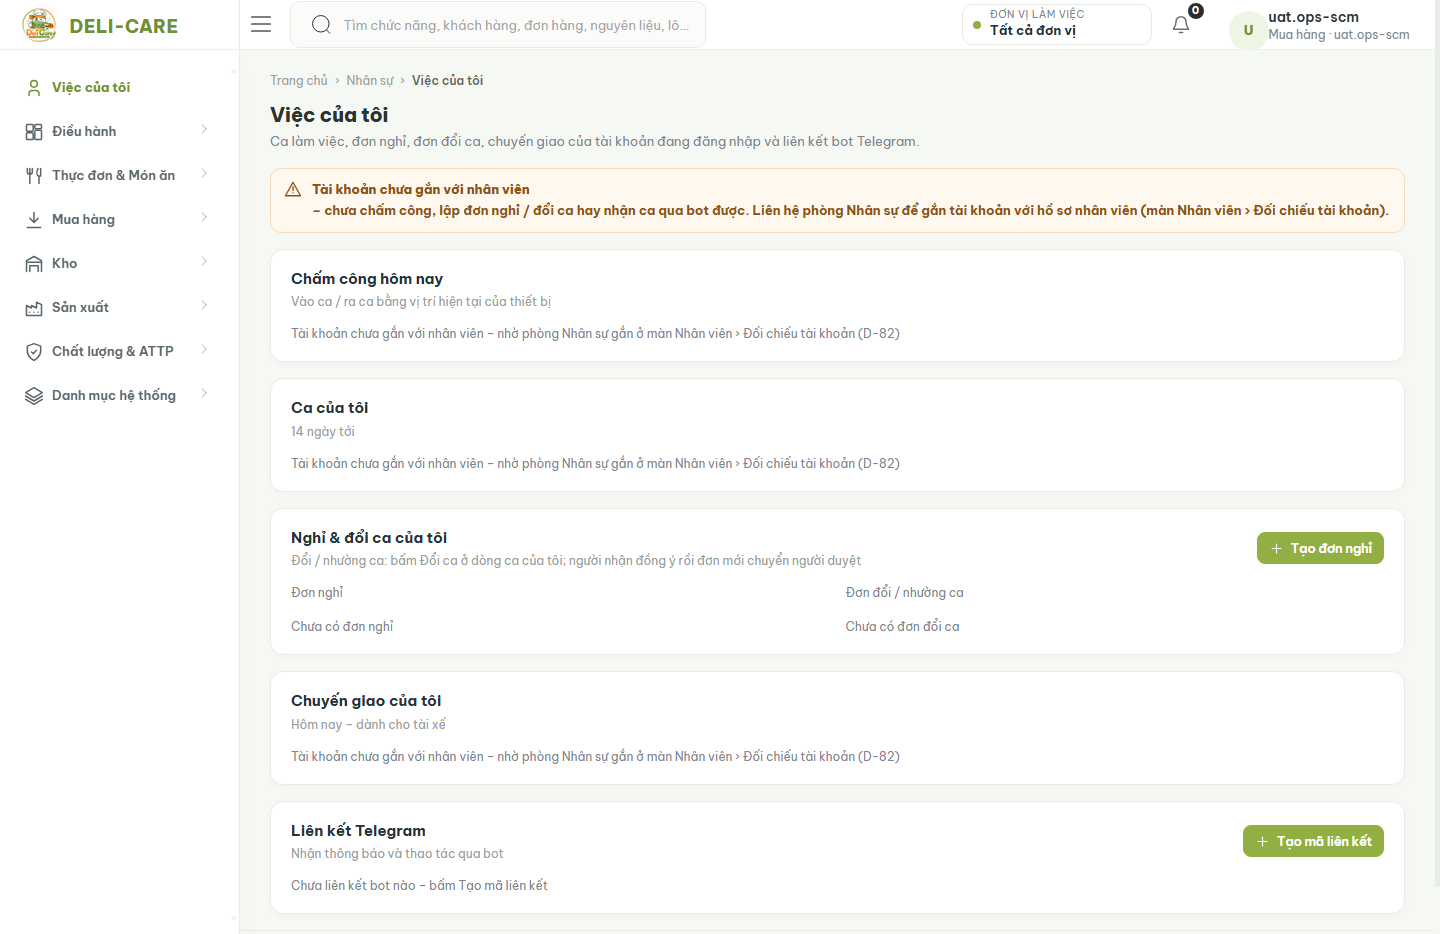 DELI-CARE
Tìm chức năng, khách hàng, đơn hàng, nguyên liệu, lô...
ĐƠN VỊ LÀM VIỆC
Tất cả đơn vị
0
U
uat.ops-scm
Mua hàng · uat.ops-scm
Việc của tôi
Điều hành
Thực đơn & Món ăn
Mua hàng
Kho
Sản xuất
Chất lượng & ATTP
Danh mục hệ thống
Trang chủ › Nhân sự › Việc của tôi
Việc của tôi
Ca làm việc, đơn nghỉ, đơn đổi ca, chuyến giao của tài khoản đang đăng nhập và liên kết bot Telegram.
Tài khoản chưa gắn với nhân viên
– chưa chấm công, lập đơn nghỉ / đổi ca hay nhận ca qua bot được. Liên hệ phòng Nhân sự để gắn tài khoản với hồ sơ nhân viên (màn Nhân viên › Đối chiếu tài khoản).
Chấm công hôm nay
Vào ca / ra ca bằng vị trí hiện tại của thiết bị
Tài khoản chưa gắn với nhân viên – nhờ phòng Nhân sự gắn ở màn Nhân viên › Đối chiếu tài khoản (D-82)
Ca của tôi
14 ngày tới
Tài khoản chưa gắn với nhân viên – nhờ phòng Nhân sự gắn ở màn Nhân viên › Đối chiếu tài khoản (D-82)
Nghỉ & đổi ca của tôi
Đổi / nhường ca: bấm Đổi ca ở dòng ca của tôi; người nhận đồng ý rồi đơn mới chuyển người duyệt
+ Tạo đơn nghỉ
Đơn nghỉ
Đơn đổi / nhường ca
Chưa có đơn nghỉ
Chưa có đơn đổi ca
Chuyến giao của tôi
Hôm nay – dành cho tài xế
Tài khoản chưa gắn với nhân viên – nhờ phòng Nhân sự gắn ở màn Nhân viên › Đối chiếu tài khoản (D-82)
Liên kết Telegram
Nhận thông báo và thao tác qua bot
+ Tạo mã liên kết
Chưa liên kết bot nào – bấm Tạo mã liên kết